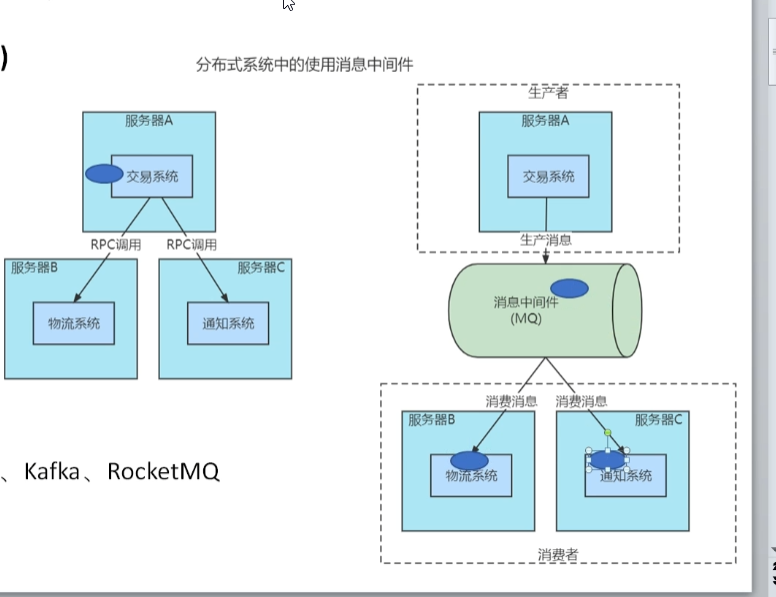 )
分布式系统中的使用消息中间件
服务器A
交易系统
RPC调用
RPC调用
服务器B
物流系统
服务器C
通知系统
生产者
服务器A
交易系统
生产消息
消息中间件
(MQ)
消费消息
消费消息
服务器B
物流系统
服务器C
通知系统
消费者
、Kafka、RocketMQ